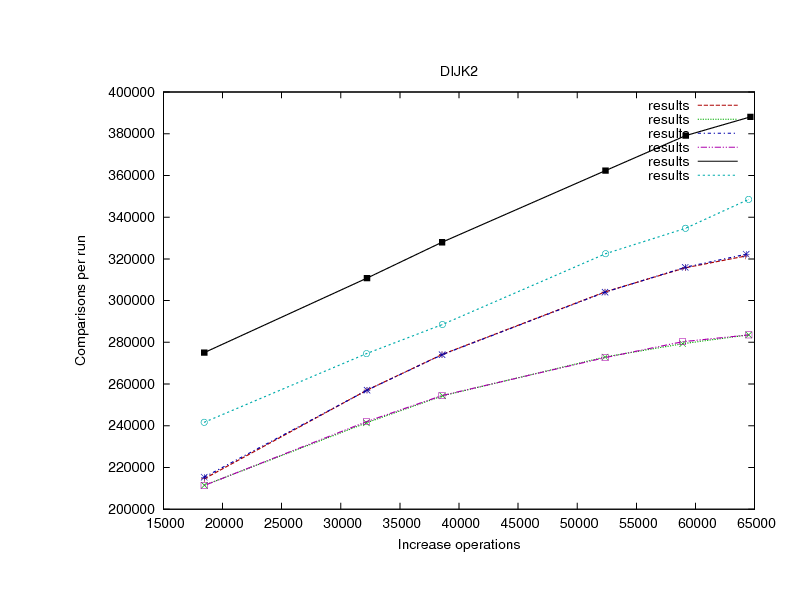 DIJK2
400000
380000
360000
340000
320000
300000
280000
260000
240000
220000
200000
results
results
results
results
results
results
Comparisons per run
15000 20000 25000 30000 35000 40000 45000 50000 55000 60000 65000
Increase operations